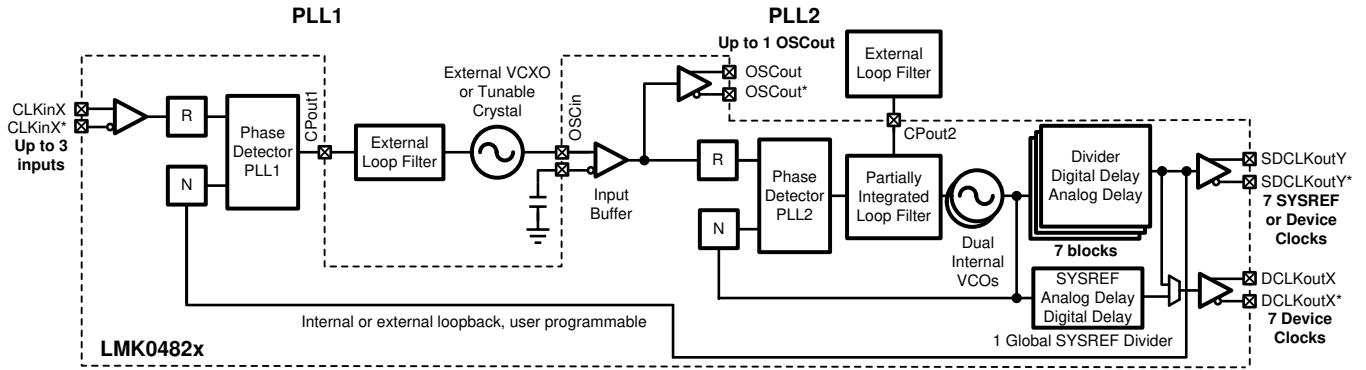 PLL1
PLL2
Up to 1 OSCout
External
Loop Filter
External VCXO
or Tunable
Crystal
OSCout
OSCout*
CLKinX
CLKinX*
Up to 3
inputs
R
N
Phase
Detector
PLL1
CPout1
External
Loop Filter
OSCin
Input
Buffer
R
N
Phase
Detector
PLL2
CPout2
Partially
Integrated
Loop Filter
Dual
Internal
VCOs
Divider
Digital Delay
Analog Delay
7 blocks
SDCLKoutY
SDCLKoutY*
7 SYSREF
or Device
Clocks
SYSREF
Analog Delay
Digital Delay
1 Global SYSREF Divider
DCLKoutX
DCLKoutX*
7 Device
Clocks
Internal or external loopback, user programmable
LMK0482x